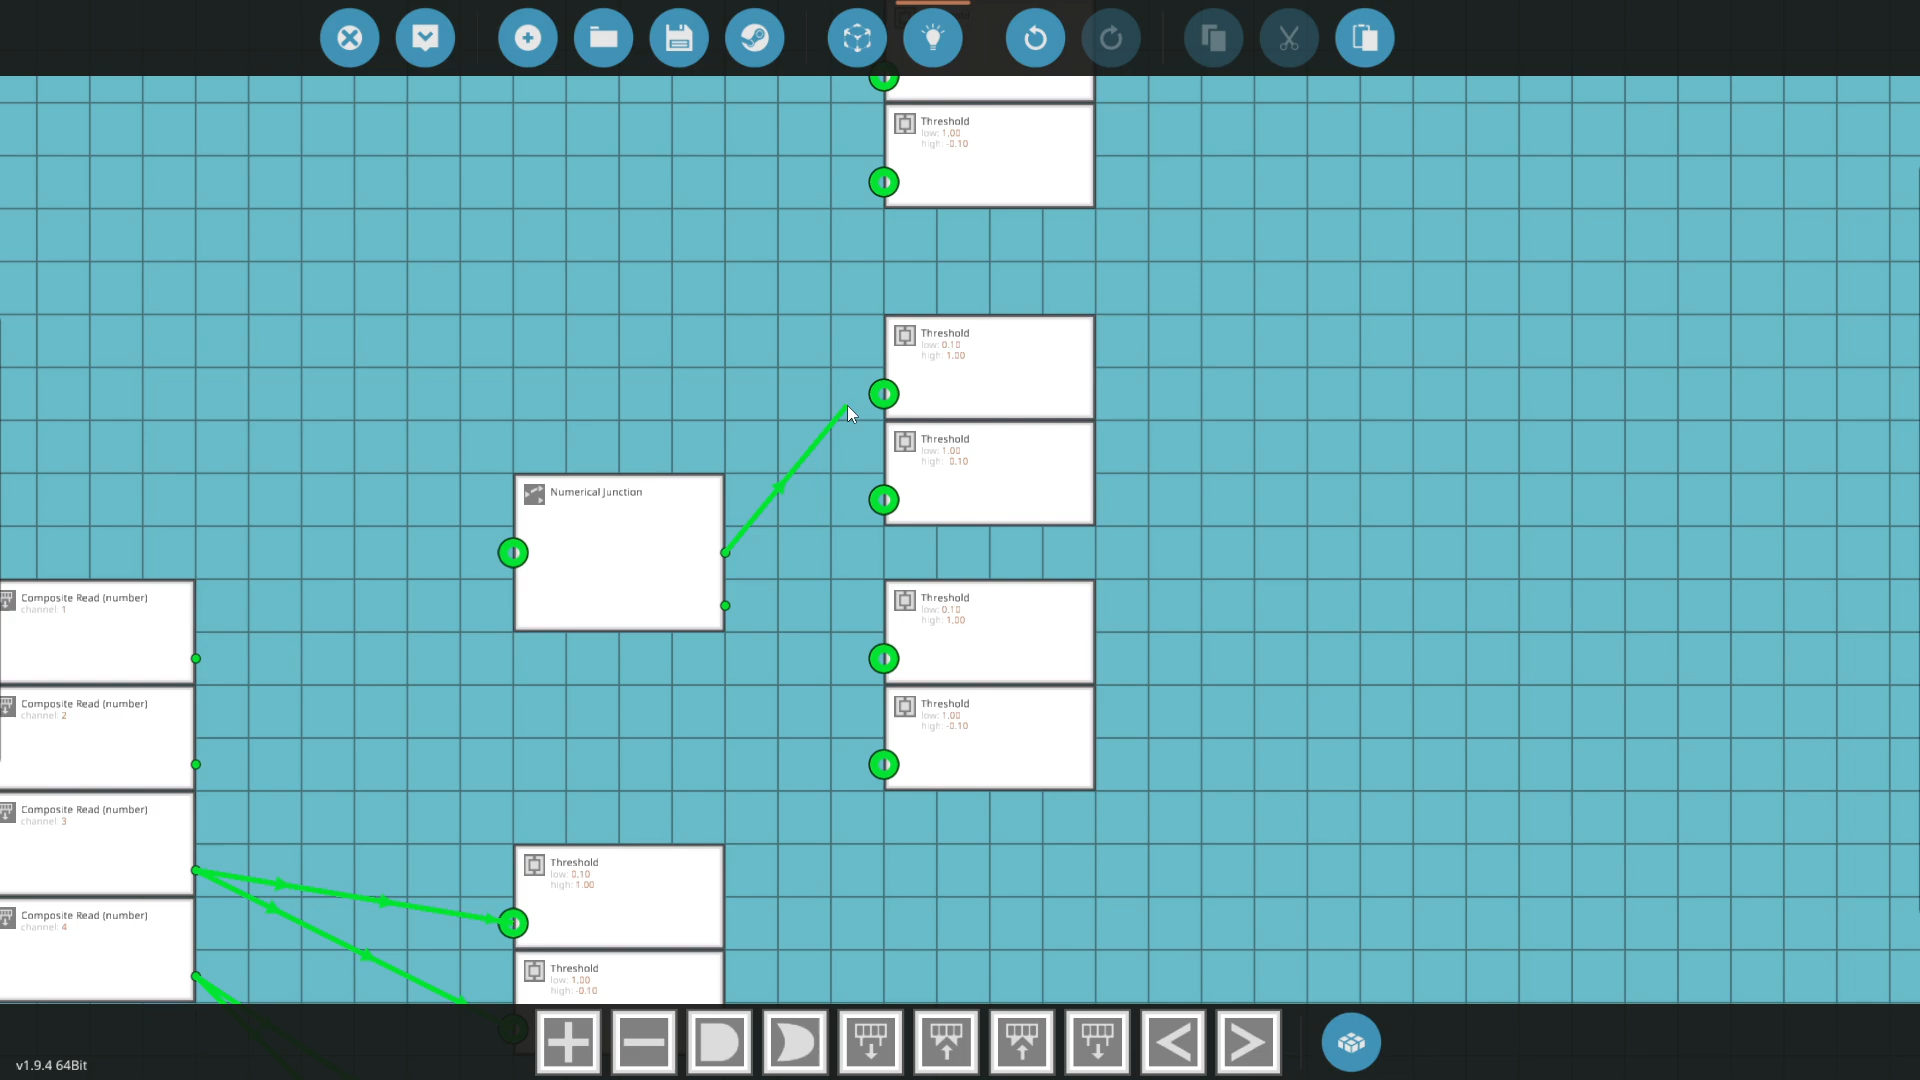 Threshold
low: 1.00
high: -0.10
Threshold
low: 0.10
high: 1.00
Threshold
low: 1.00
high: 0.10
Numerical Junction
Composite Read (number)
channel: 1
Threshold
low: 0.10
high: 1.00
Composite Read (number)
channel: 2
Threshold
low: 1.00
high: -0.10
Composite Read (number)
channel: 3
Threshold
low: 0.10
high: 1.00
Composite Read (number)
channel: 4
Threshold
low: 1.00
high: -0.10
v1.9.4 64Bit